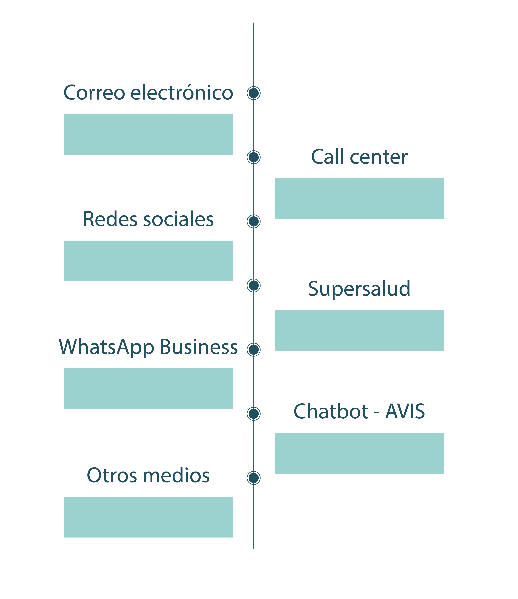 Correo electrónico
Call center
Redes sociales
Supersalud
WhatsApp Business
Chatbot - AVIS
Otros medios